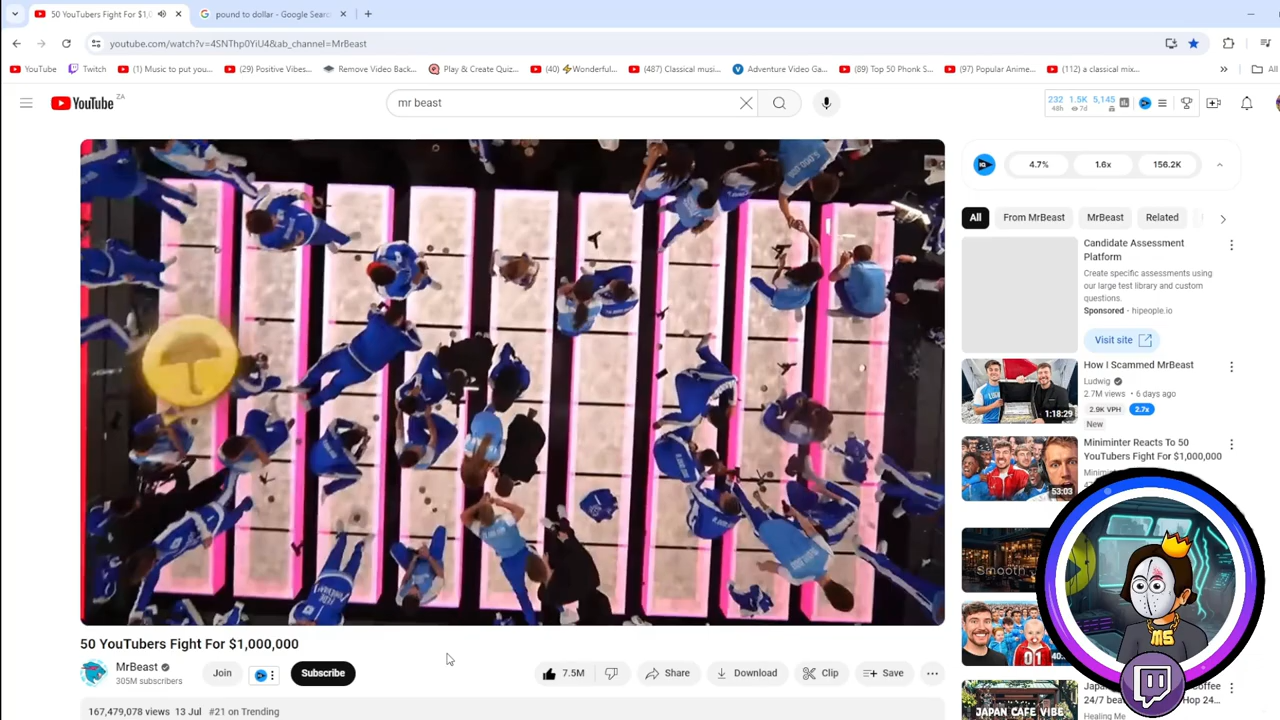 50 YouTubers Fight For $1,0
pound to dollar - Google Searc
youtube.com/watch?v=4SNThp0YiU4&ab_channel=MrBeast
YouTube
Twitch
(1) Music to put you...
(29) Positive Vibes...
Remove Video Back...
Play & Create Quiz...
(40) ⚡Wonderful...
(487) Classical musi...
Adventure Video Ga...
(89) Top 50 Phonk S...
(97) Popular Anime...
(112) a classical mix...
All
YouTube ZA
mr beast
232 1.5K 5,145
48h 7d
IQ
4.7%
1.6x
156.2K
All
From MrBeast
MrBeast
Related
Candidate Assessment
Platform
Create specific assessments using
our large test library and custom
questions.
Sponsored · hipeople.io
Visit site
How I Scammed MrBeast
Ludwig
2.7M views • 6 days ago
2.9K VPH 2.7x
New
1:18:29
Miniminter Reacts To 50
YouTubers Fight For $1,000,000
53:03
Smooth
01
40
JAPAN CAFE VIBE
24/7
Healing Me
MS
50 YouTubers Fight For $1,000,000
MrBeast
305M subscribers
Join
Subscribe
7.5M
Share
Download
Clip
Save
167,479,078 views 13 Jul #21 on Trending